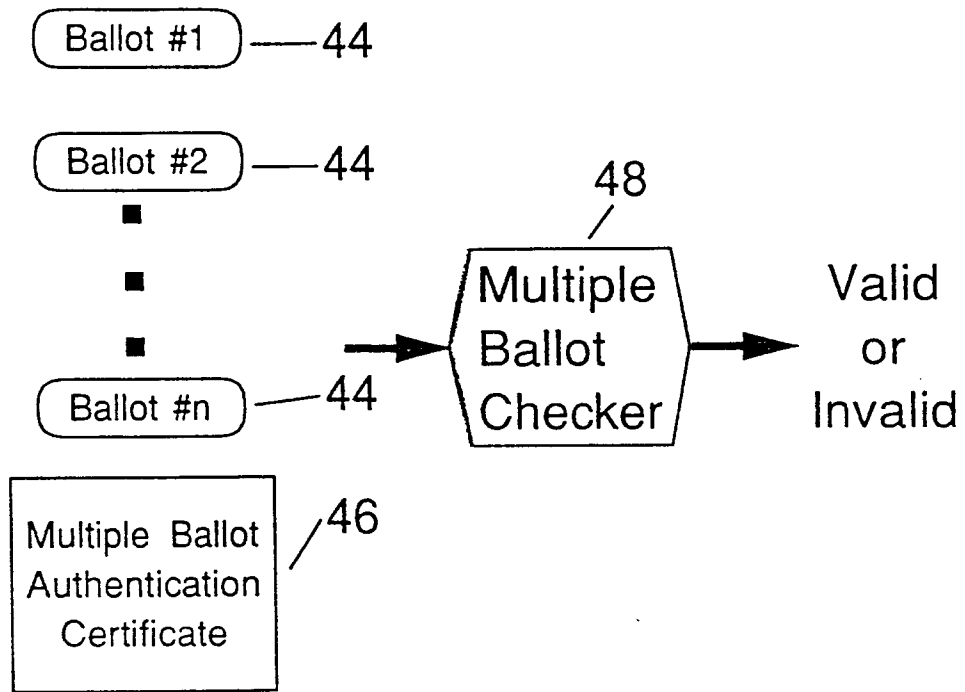 Ballot #1 44
Ballot #2 44
48
Multiple
Ballot
Checker
Valid
or
Invalid
Ballot #n 44
Multiple Ballot
Authentication
Certificate
46